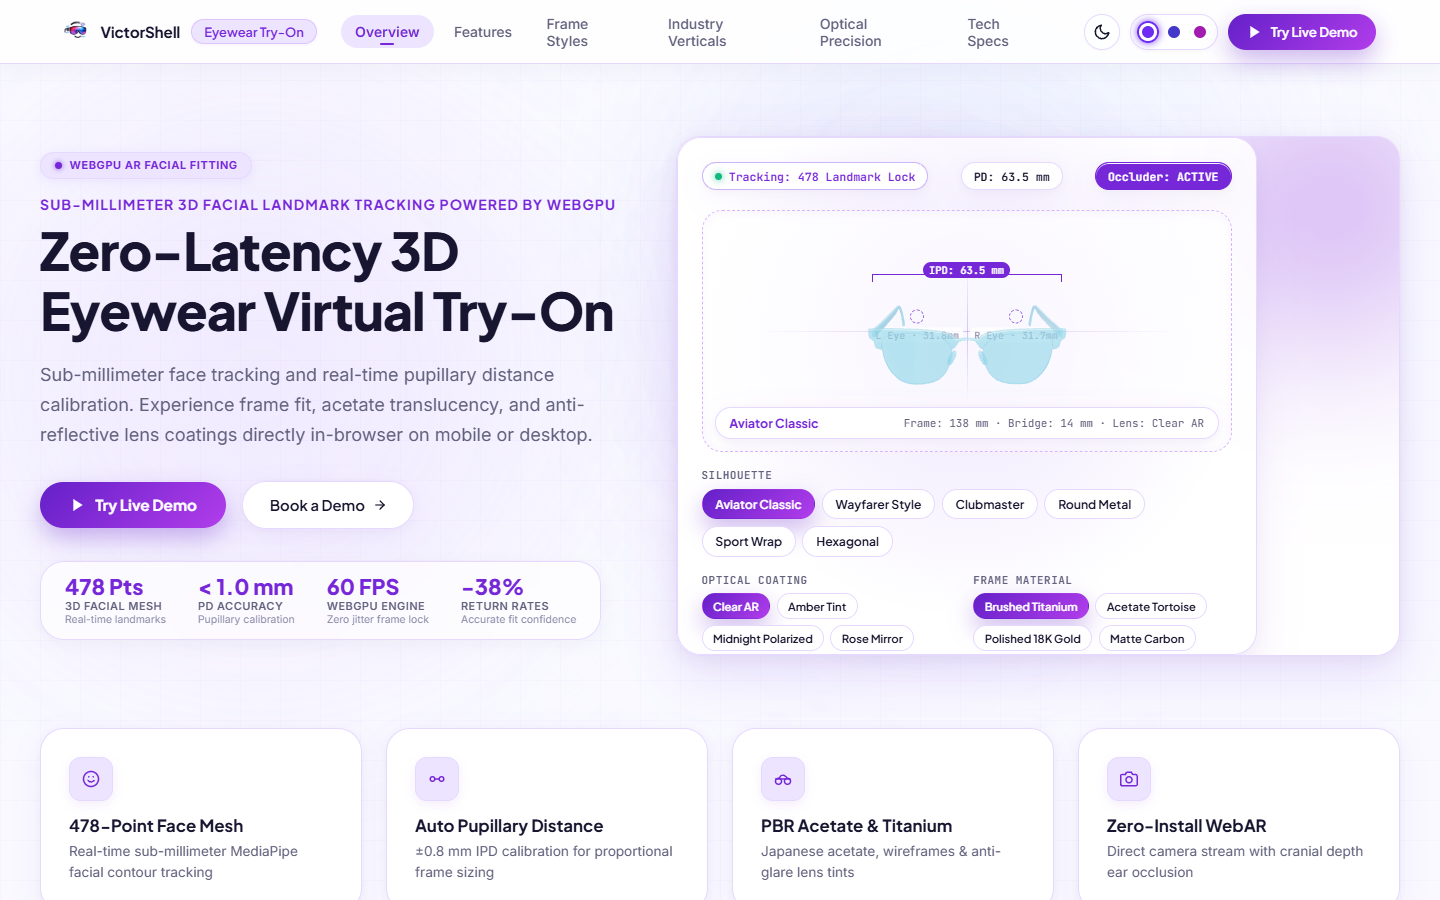 VictorShell
Eyewear Try-On
Overview
Features
Frame Styles
Industry Verticals
Optical Precision
Tech Specs
Try Live Demo
WEBGPU AR FACIAL FITTING
SUB-MILLIMETER 3D FACIAL LANDMARK TRACKING POWERED BY WEBGPU
Zero-Latency 3D
Eyewear Virtual Try-On
Sub-millimeter face tracking and real-time pupillary distance
calibration. Experience frame fit, acetate translucency, and anti-
reflective lens coatings directly in-browser on mobile or desktop.
Try Live Demo
Book a Demo →
478 Pts
3D FACIAL MESH
Real-time landmarks
< 1.0 mm
PD ACCURACY
Pupillary calibration
60 FPS
WEBGPU ENGINE
Zero jitter frame lock
-38%
RETURN RATES
Accurate fit confidence
Tracking: 478 Landmark Lock
PD: 63.5 mm
Occluder: ACTIVE
IPD: 63.5 mm
L Eye · 31.8mm
R Eye · 31.7mm
Aviator Classic
Frame: 138 mm · Bridge: 14 mm · Lens: Clear AR
SILHOUETTE
Aviator Classic
Wayfarer Style
Clubmaster
Round Metal
Sport Wrap
Hexagonal
OPTICAL COATING
Clear AR
Amber Tint
Midnight Polarized
Rose Mirror
FRAME MATERIAL
Brushed Titanium
Acetate Tortoise
Polished 18K Gold
Matte Carbon
478-Point Face Mesh
Real-time sub-millimeter MediaPipe
facial contour tracking
Auto Pupillary Distance
±0.8 mm IPD calibration for proportional
frame sizing
PBR Acetate & Titanium
Japanese acetate, wireframes & anti-
glare lens tints
Zero-Install WebAR
Direct camera stream with cranial depth
ear occlusion